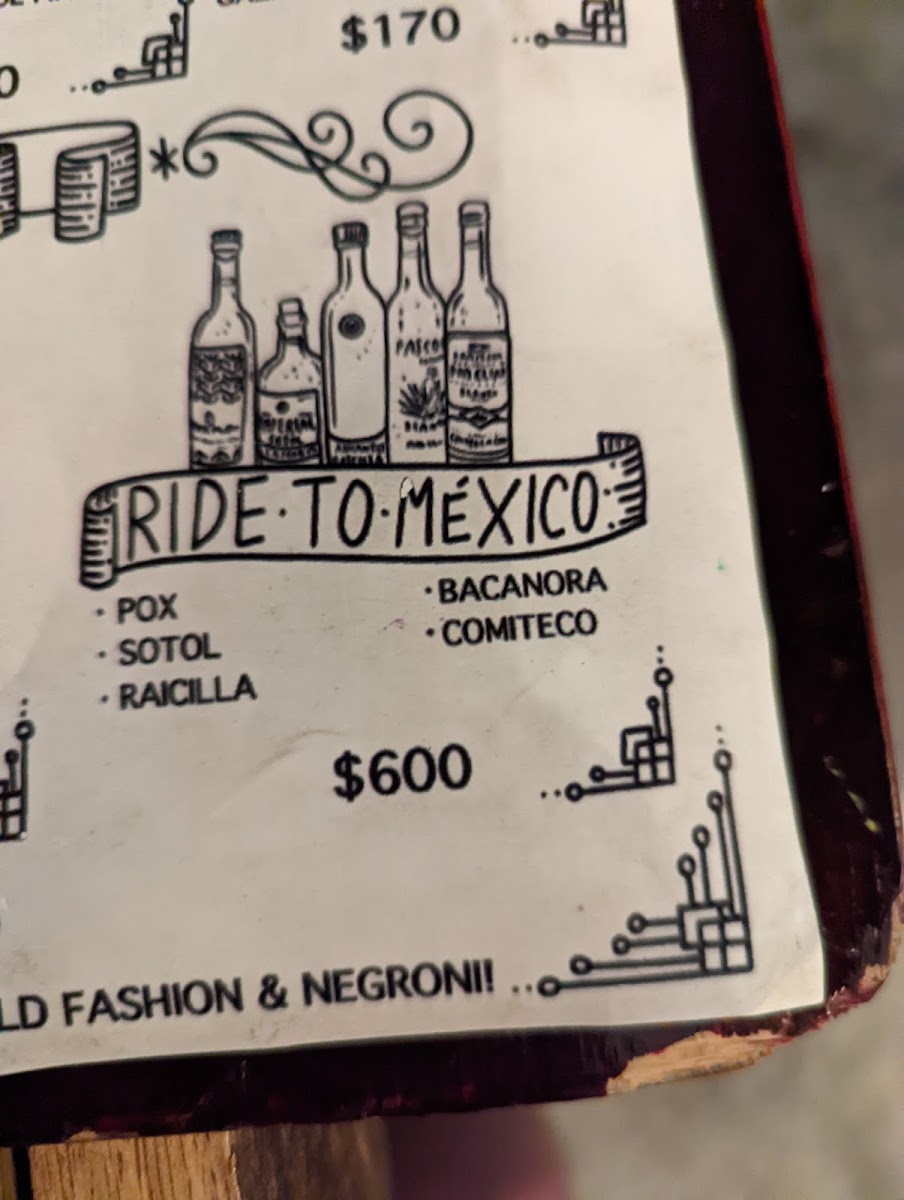 $170
RIDE·TO·MÉXICO·
· POX
· SOTOL
· RAICILLA
· BACANORA
· COMITECO
$600
LD FASHION & NEGRONI!